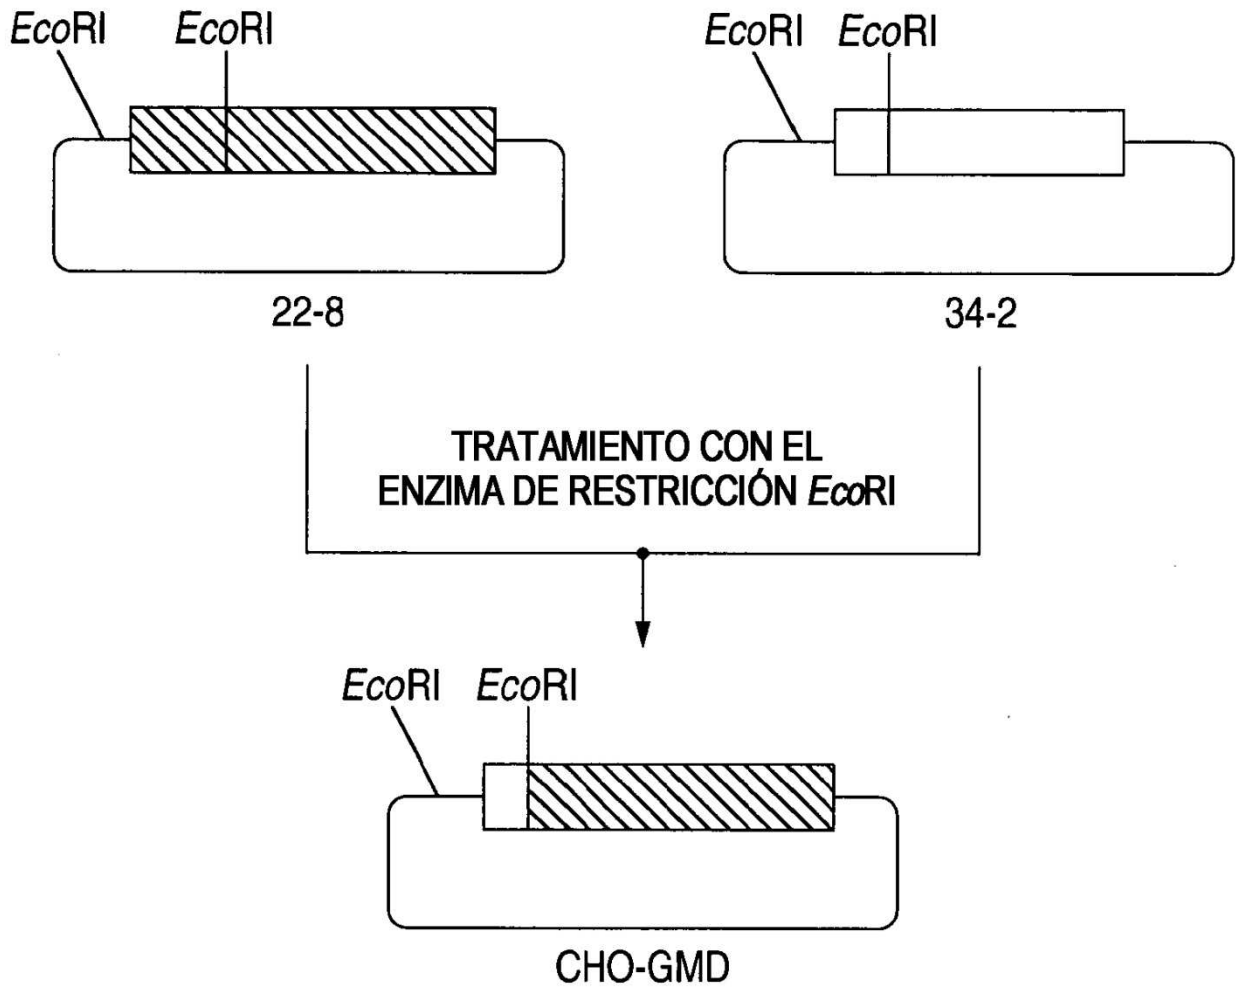 EcoRI EcoRI EcoRI EcoRI
22-8 34-2
TRATAMIENTO CON EL
ENZIMA DE RESTRICCIÓN EcoRI
EcoRI EcoRI
CHO-GMD